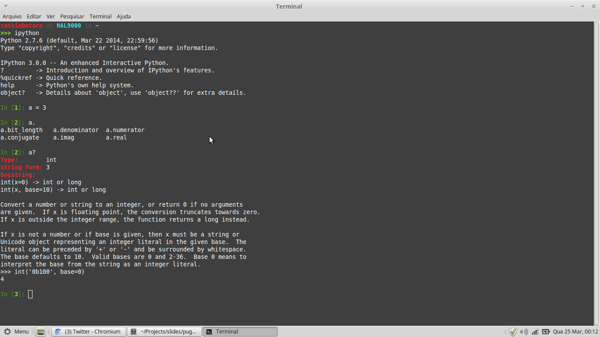 Terminal
Arquivo Editar Ver Pesquisar Terminal Ajuda
HAL9000 ~
>>> ipython
Python 2.7.6 (default, Mar 22 2014, 22:59:56)
Type "copyright", "credits" or "license" for more information.
IPython 3.0.0 -- An enhanced Interactive Python.
? -> Introduction and overview of IPython's features.
%quickref -> Quick reference.
help -> Python's own help system.
object? -> Details about 'object', use 'object??' for extra details.
In [1]: a = 3
In [2]: a.
a.bit_length a.denominator a.numerator
a.conjugate a.imag a.real
In [2]: a?
Type: int
String form: 3
Docstring:
int(x=0) -> int or long
int(x, base=10) -> int or long
Convert a number or string to an integer, or return 0 if no arguments
are given. If x is floating point, the conversion truncates towards zero.
If x is outside the integer range, the function returns a long instead.
If x is not a number or if base is given, then x must be a string or
Unicode object representing an integer literal in the given base. The
literal can be preceded by '+' or '-' and be surrounded by whitespace.
The base defaults to 10. Valid bases are 0 and 2-36. Base 0 means to
interpret the base from the string as an integer literal.
>>> int('0b100', base=0)
4
In [3]:
Menu (3) Twitter - Chromium ~/Projects/slides/pug... Terminal Qua 25 Mar, 00:12